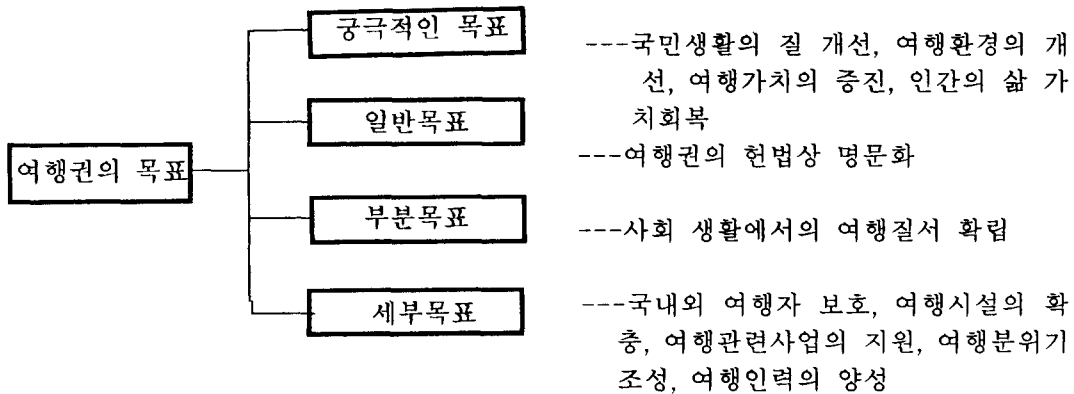 궁극적인 목표
---국민생활의 질 개선, 여행환경의 개
선, 여행가치의 증진, 인간의 삶 가
치회복
일반목표
---여행권의 헌법상 명문화
여행권의 목표
부분목표
---사회 생활에서의 여행질서 확립
세부목표
---국내외 여행자 보호, 여행시설의 확
충, 여행관련사업의 지원, 여행분위기
조성, 여행인력의 양성